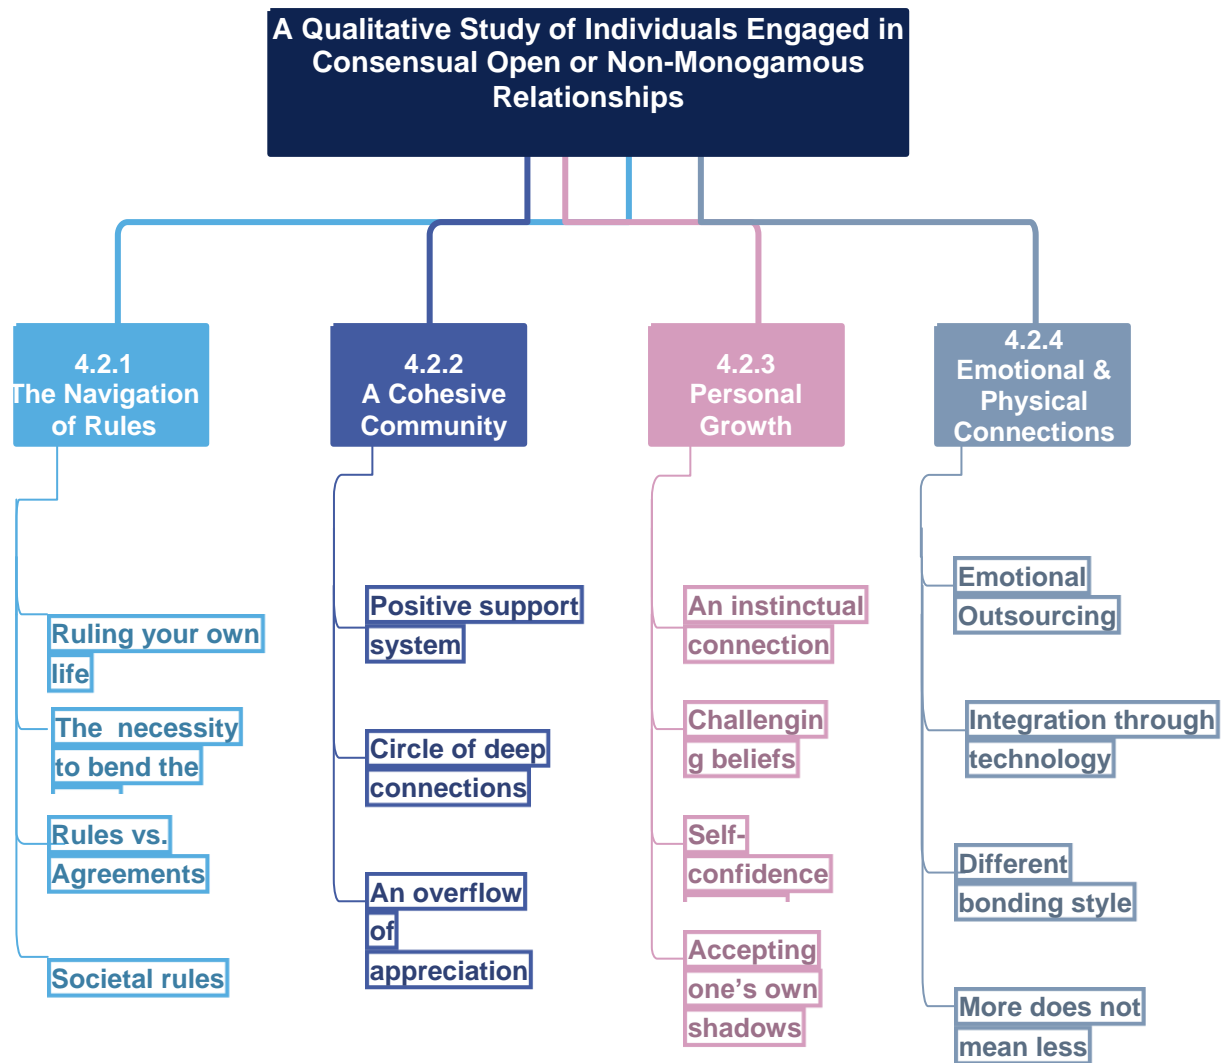 A Qualitative Study of Individuals Engaged in
Consensual Open or Non-Monogamous
Relationships
4.2.1
The Navigation
of Rules
Ruling your own
life
The necessity
to bend the
Rules vs.
Agreements
Societal rules
4.2.2
A Cohesive
Community
Positive support
system
Circle of deep
connections
An overflow
of
appreciation
4.2.3
Personal
Growth
An instinctual
connection
Challengin
g beliefs
Self-
confidence
Accepting
one’s own
shadows
4.2.4
Emotional &
Physical
Connections
Emotional
Outsourcing
Integration through
technology
Different
bonding style
More does not
mean less